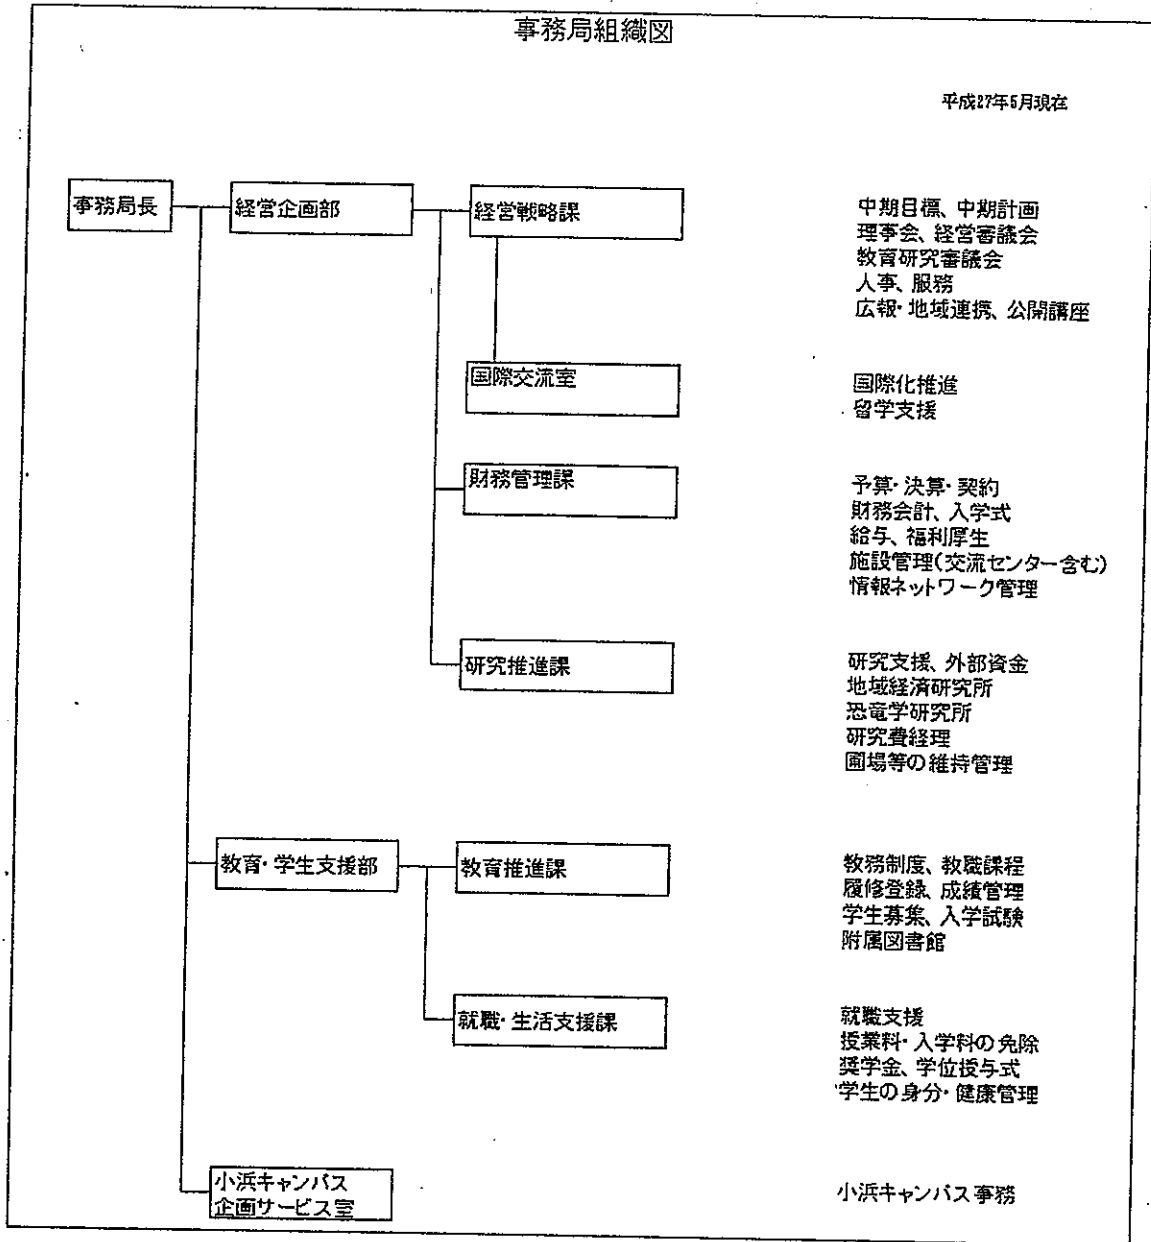 事務局組織図
平成27年5月現在
事務局長
経営企画部
経営戦略課
中期目標、中期計画
理事会、経営審議会
教育研究審議会
人事、服務
広報・地域連携、公開講座
国際交流室
国際化推進
留学支援
財務管理課
予算・決算・契約
財務会計、入学式
給与、福利厚生
施設管理(交流センター含む)
情報ネットワーク管理
研究推進課
研究支援、外部資金
地域経済研究所
恐竜学研究所
研究費経理
圃場等の維持管理
教育・学生支援部
教育推進課
教務制度、教職課程
履修登録、成績管理
学生募集、入学試験
附属図書館
就職・生活支援課
就職支援
授業料・入学料の免除
奨学金、学位授与式
学生の身分・健康管理
小浜キャンパス
企画サービス室
小浜キャンパス事務